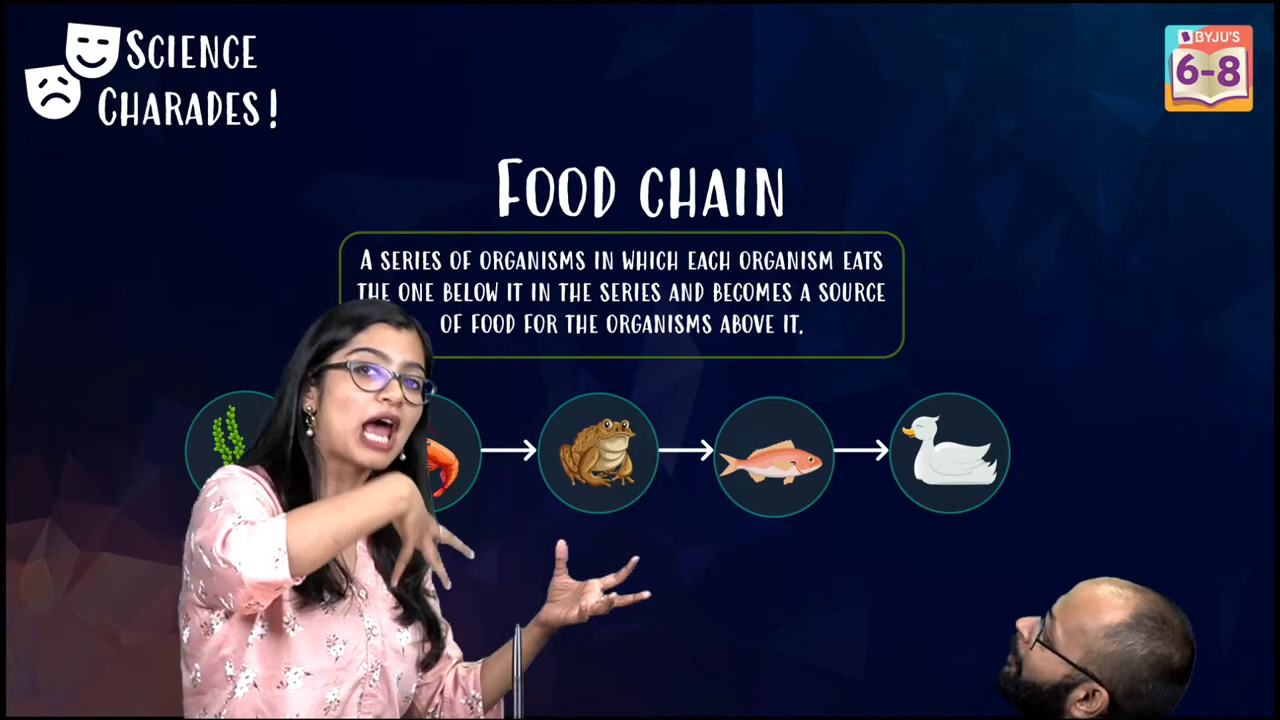 SCIENCE
CHARADES!
BYJU'S
6-8
FOOD CHAIN
A SERIES OF ORGANISMS IN WHICH EACH ORGANISM EATS
THE ONE BELOW IT IN THE SERIES AND BECOMES A SOURCE
OF FOOD FOR THE ORGANISMS ABOVE IT.